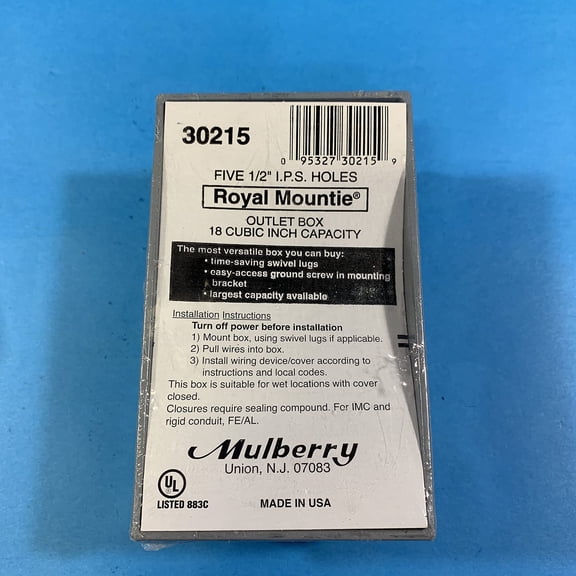 30215
0 95327 30215 9
FIVE 1/2" I.P.S. HOLES
Royal Mountie®
OUTLET BOX
18 CUBIC INCH CAPACITY
The most versatile box you can buy:
• time-saving swivel lugs
• easy-access ground screw in mounting
bracket
• largest capacity available
Installation Instructions
Turn off power before installation
1) Mount box, using swivel lugs if applicable.
2) Pull wires into box.
3) Install wiring device/cover according to
instructions and local codes.
This box is suitable for wet locations with cover
closed.
Closures require sealing compound. For IMC and
rigid conduit, FE/AL.
Mulberry
Union, N.J. 07083
UL
LISTED 883C
MADE IN USA